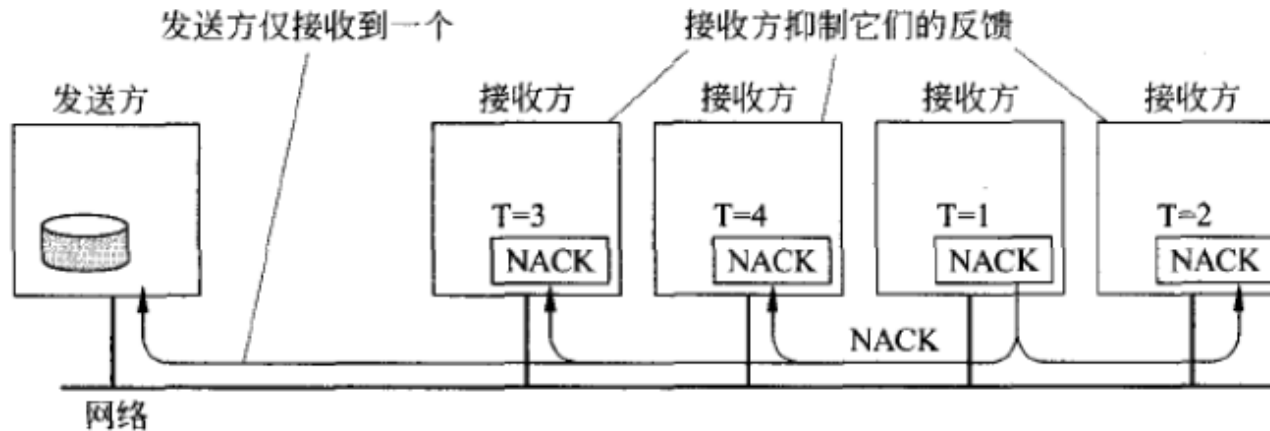 发送方仅接收到一个
接收方抑制它们的反馈
发送方
接收方
接收方
接收方
接收方
T=3
T=4
T=1
T=2
NACK
NACK
NACK
NACK
NACK
网络